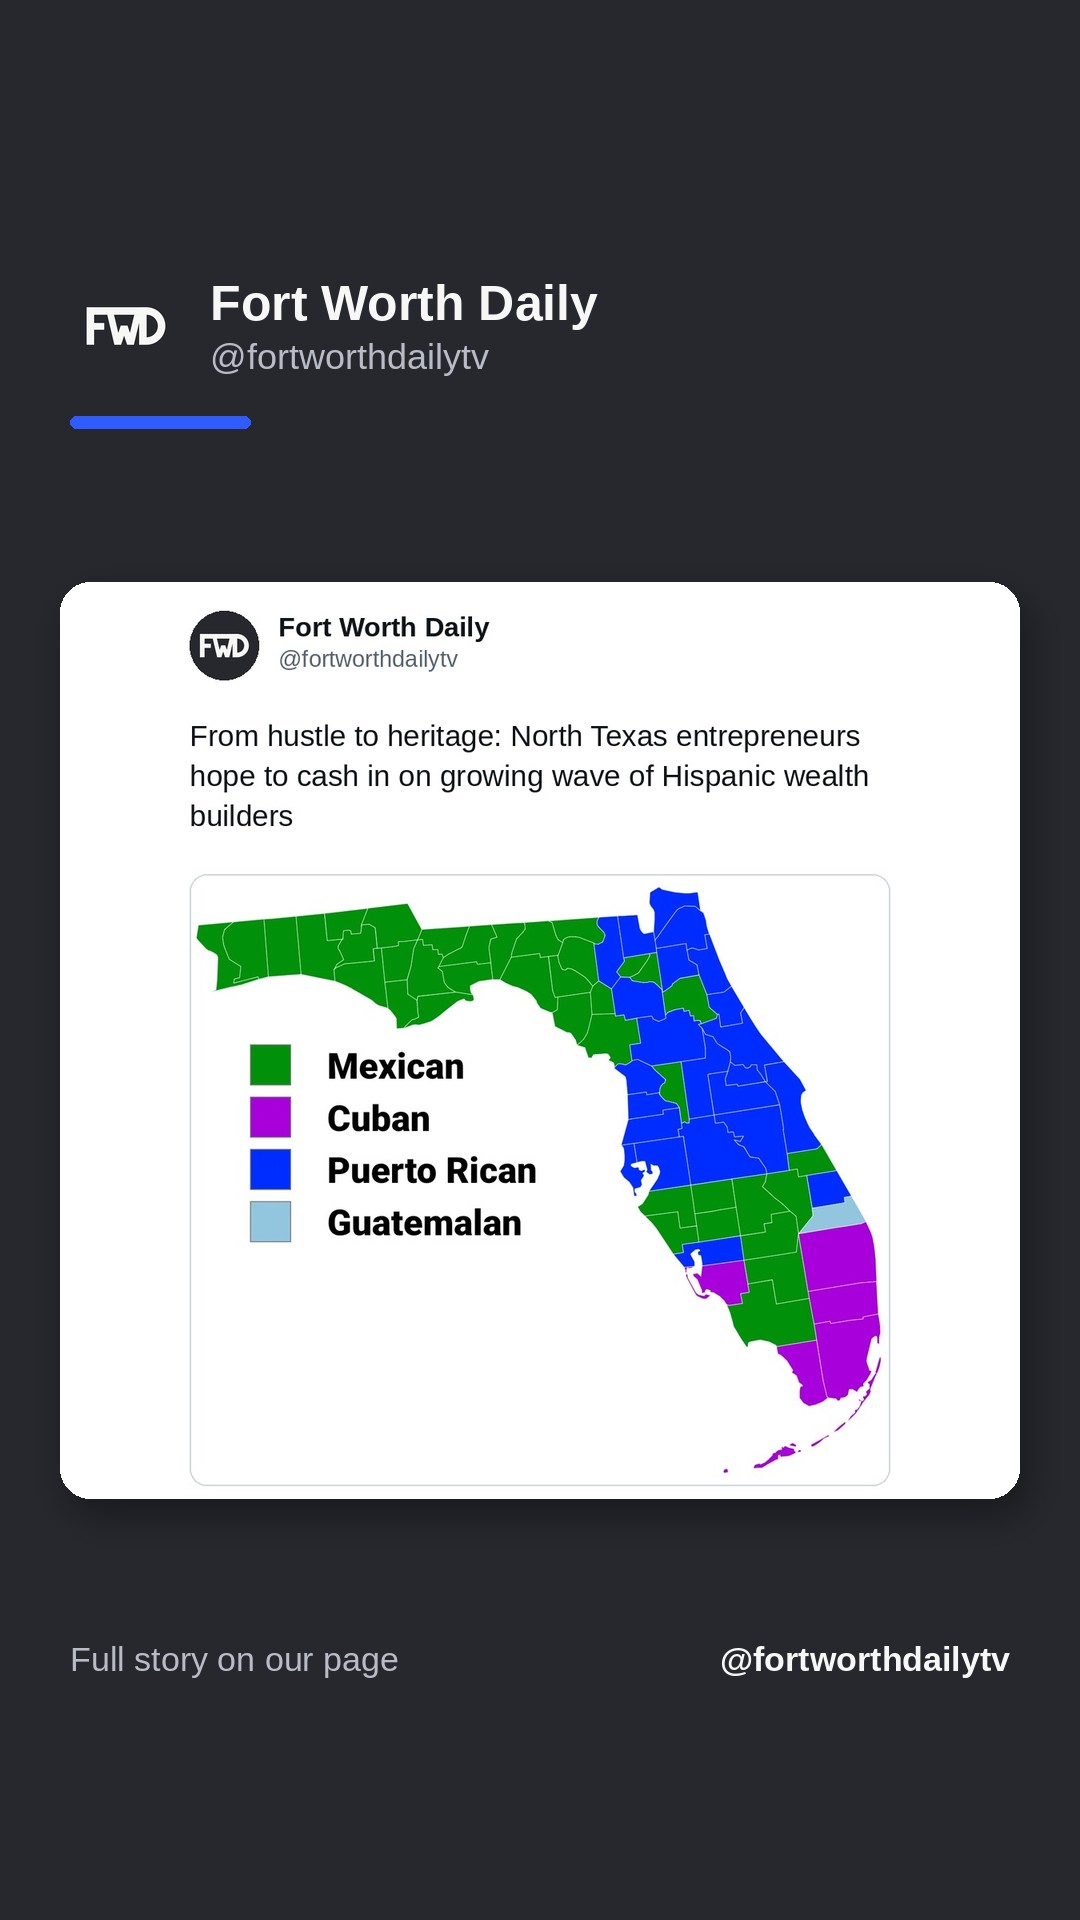 FWD
Fort Worth Daily
@fortworthdailytv
FWD
Fort Worth Daily
@fortworthdailytv
From hustle to heritage: North Texas entrepreneurs
hope to cash in on growing wave of Hispanic wealth
builders
Mexican
Cuban
Puerto Rican
Guatemalan
Full story on our page
@fortworthdailytv